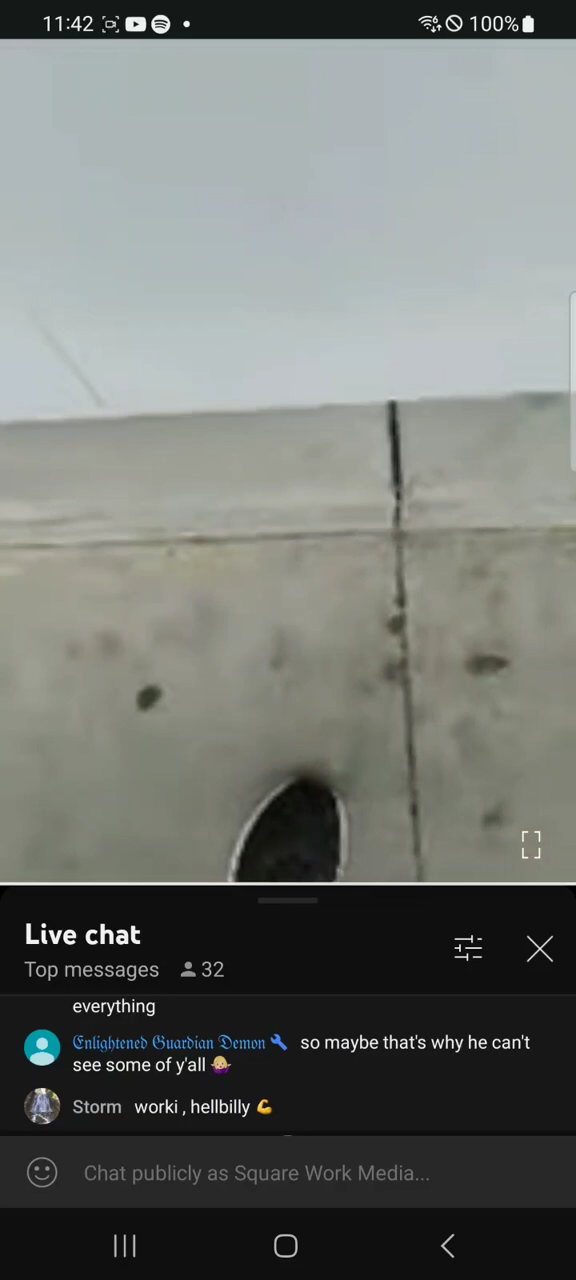 11:42
100%
Live chat
Top messages 32
everything
Enlightened Guardian Demon 🔧 so maybe that's why he can't
see some of y'all 🤷🏼‍♀️
Storm worki , hellbilly 💪
Chat publicly as Square Work Media...